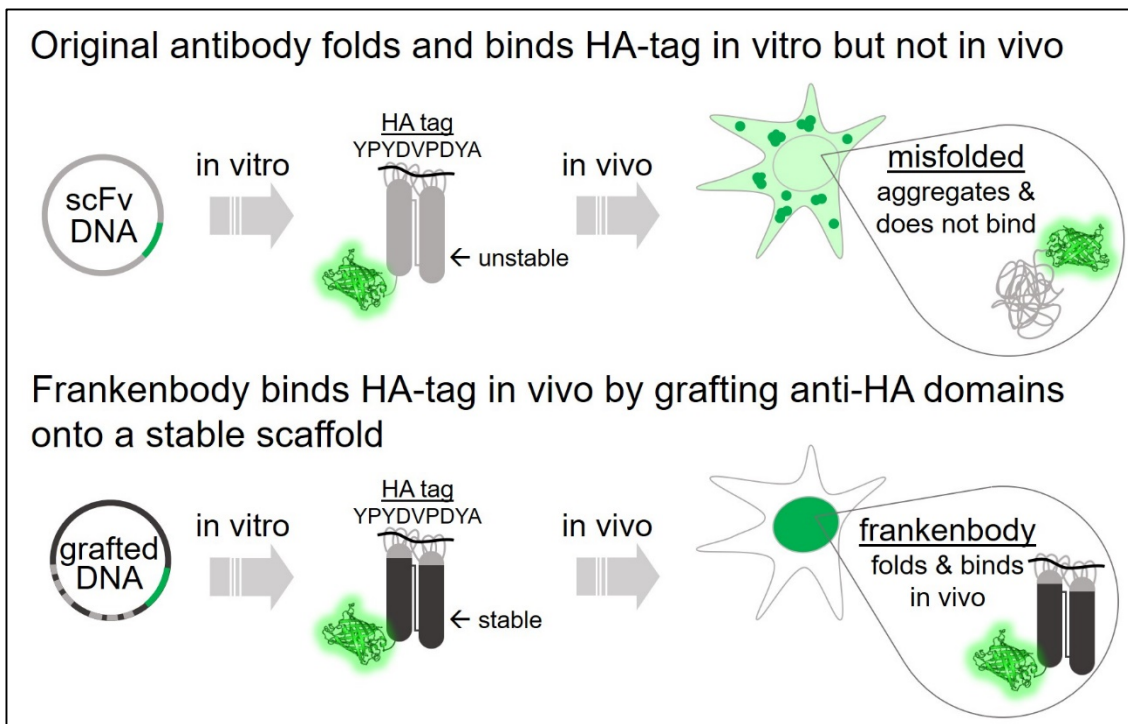 Original antibody folds and binds HA-tag in vitro but not in vivo
scFv
DNA
in vitro
HA tag
YPYDVPDYA
← unstable
in vivo
misfolded
aggregates &
does not bind
Frankenbody binds HA-tag in vivo by grafting anti-HA domains
onto a stable scaffold
grafted
DNA
in vitro
HA tag
YPYDVPDYA
← stable
in vivo
frankenbody
folds & binds
in vivo